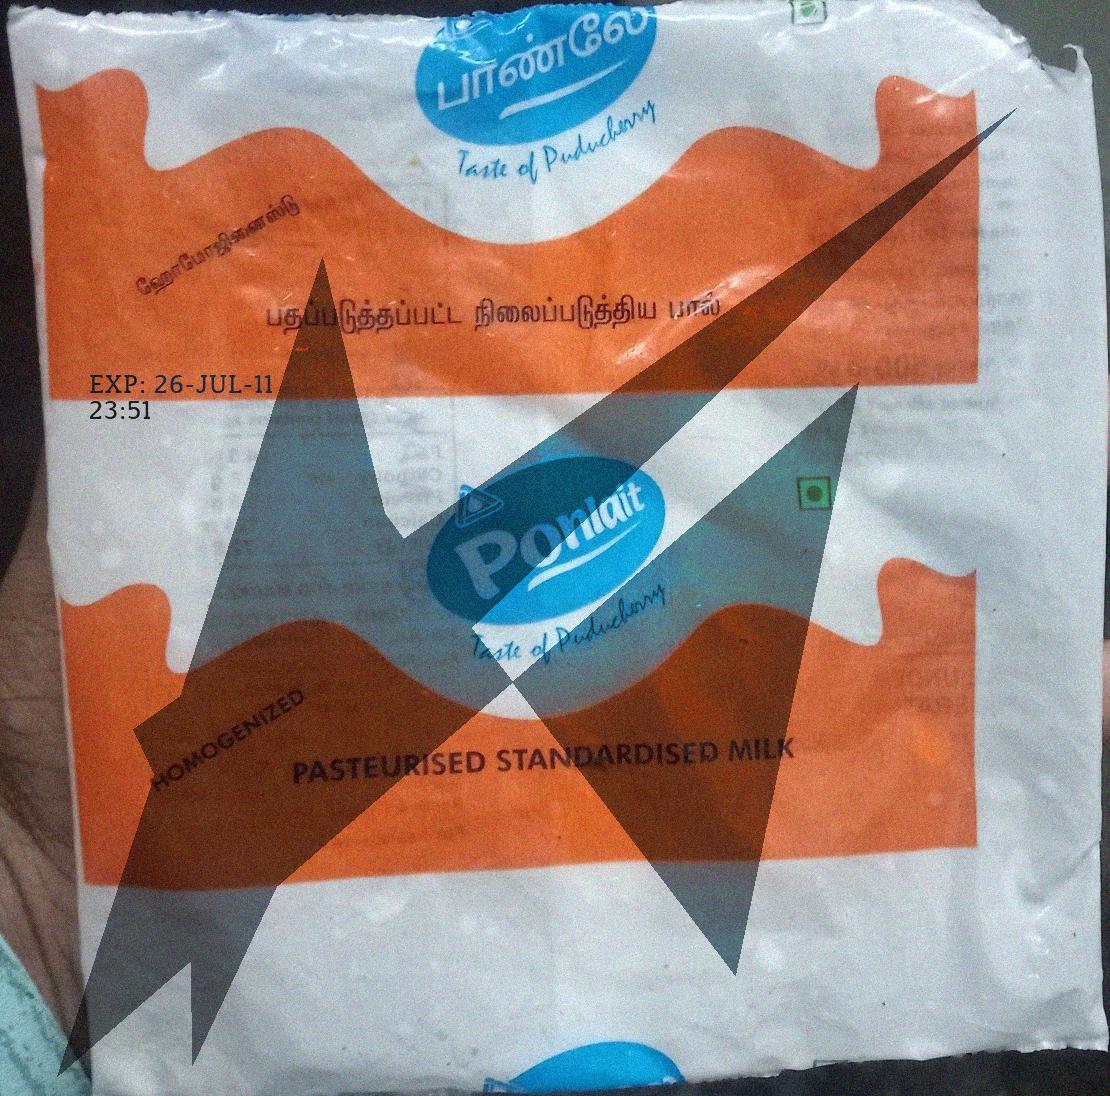 பாண்லே
Taste of Puducherry
ஹோமோஜினைஸ்டு
பதப்படுத்தப்பட்ட நிலைப்படுத்திய பால்
EXP: 26-JUL-11
23:51
Ponlait
Taste of Puducherry
HOMOGENIZED
PASTEURISED STANDARDISED MILK